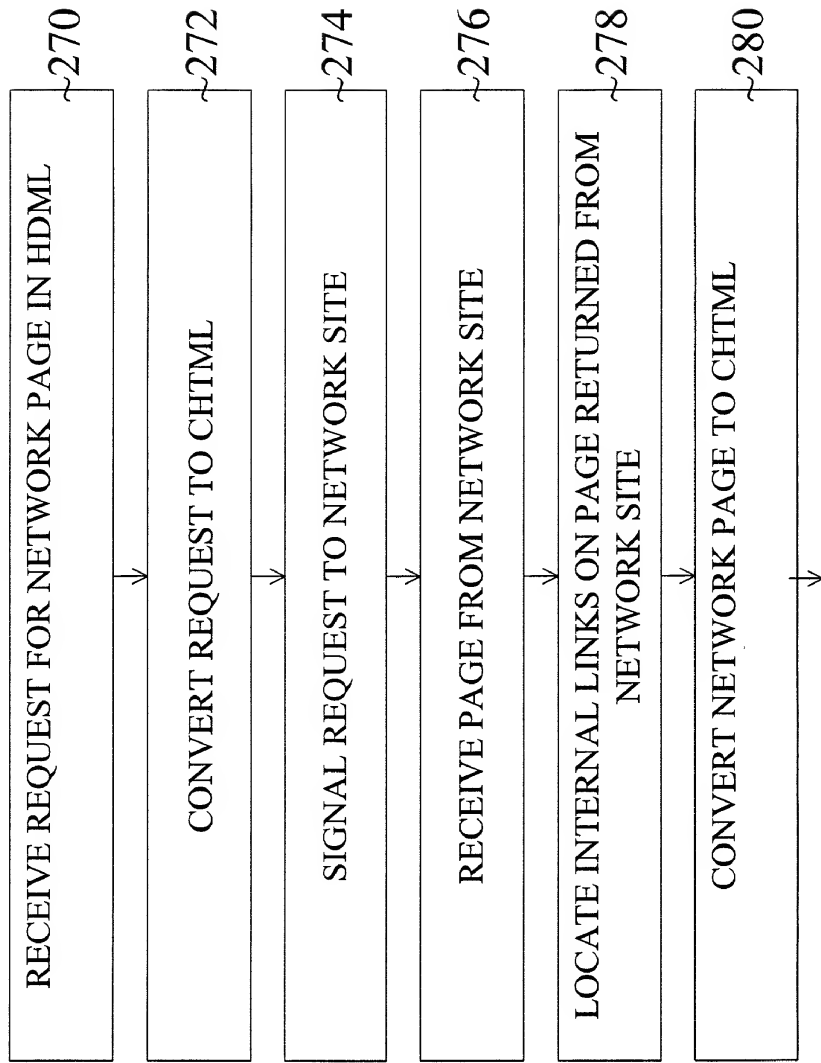 RECEIVE REQUEST FOR NETWORK PAGE IN HDML
~270
CONVERT REQUEST TO CHTML
~272
SIGNAL REQUEST TO NETWORK SITE
~274
RECEIVE PAGE FROM NETWORK SITE
~276
LOCATE INTERNAL LINKS ON PAGE RETURNED FROM
NETWORK SITE
~278
CONVERT NETWORK PAGE TO CHTML
~280